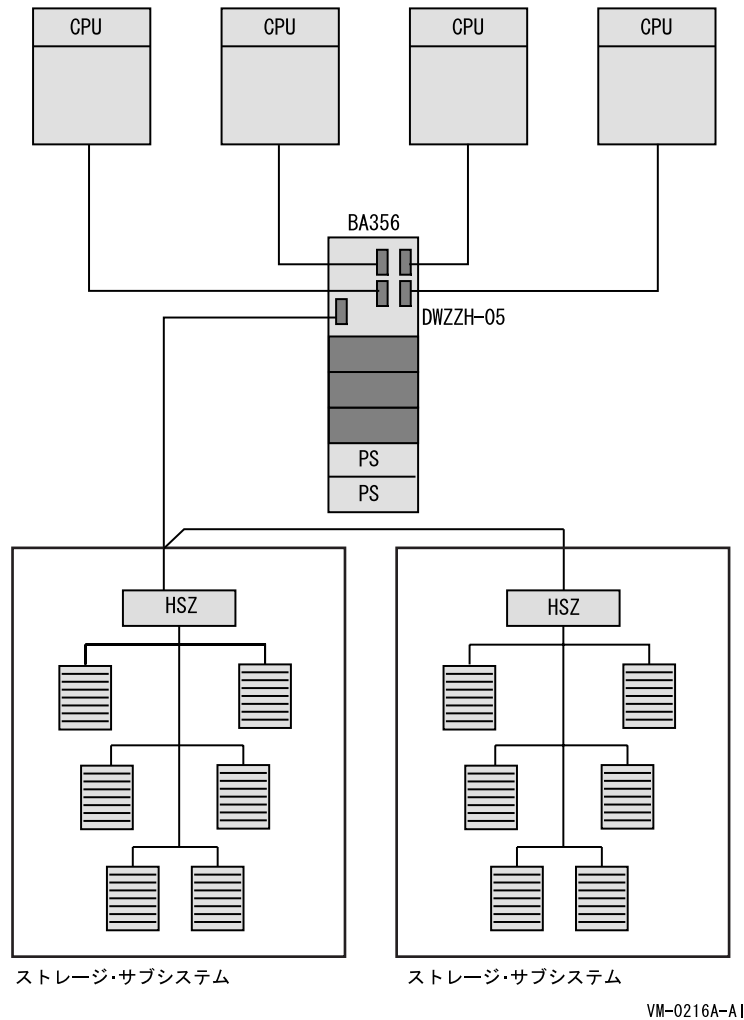 CPU
CPU
CPU
CPU
BA356
DWZZH-05
PS
PS
HSZ
HSZ
ストレージ・サブシステム
ストレージ・サブシステム
VM-0216A-AI